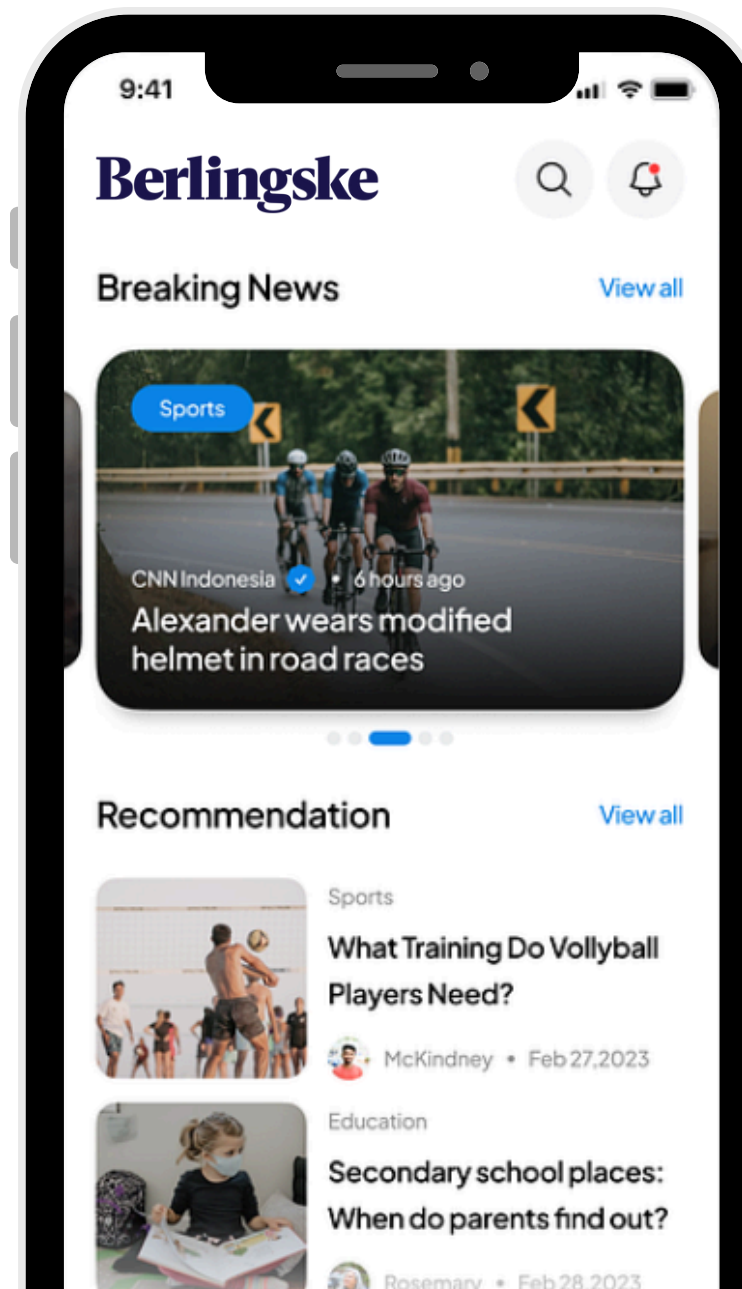 9:41
Berlingske
Breaking News
View all
Sports
CNN Indonesia • 6 hours ago
Alexander wears modified
helmet in road races
Recommendation
View all
Sports
What Training Do Vollyball
Players Need?
McKindney • Feb 27,2023
Education
Secondary school places:
When do parents find out?
Rosemary • Feb 28,2023